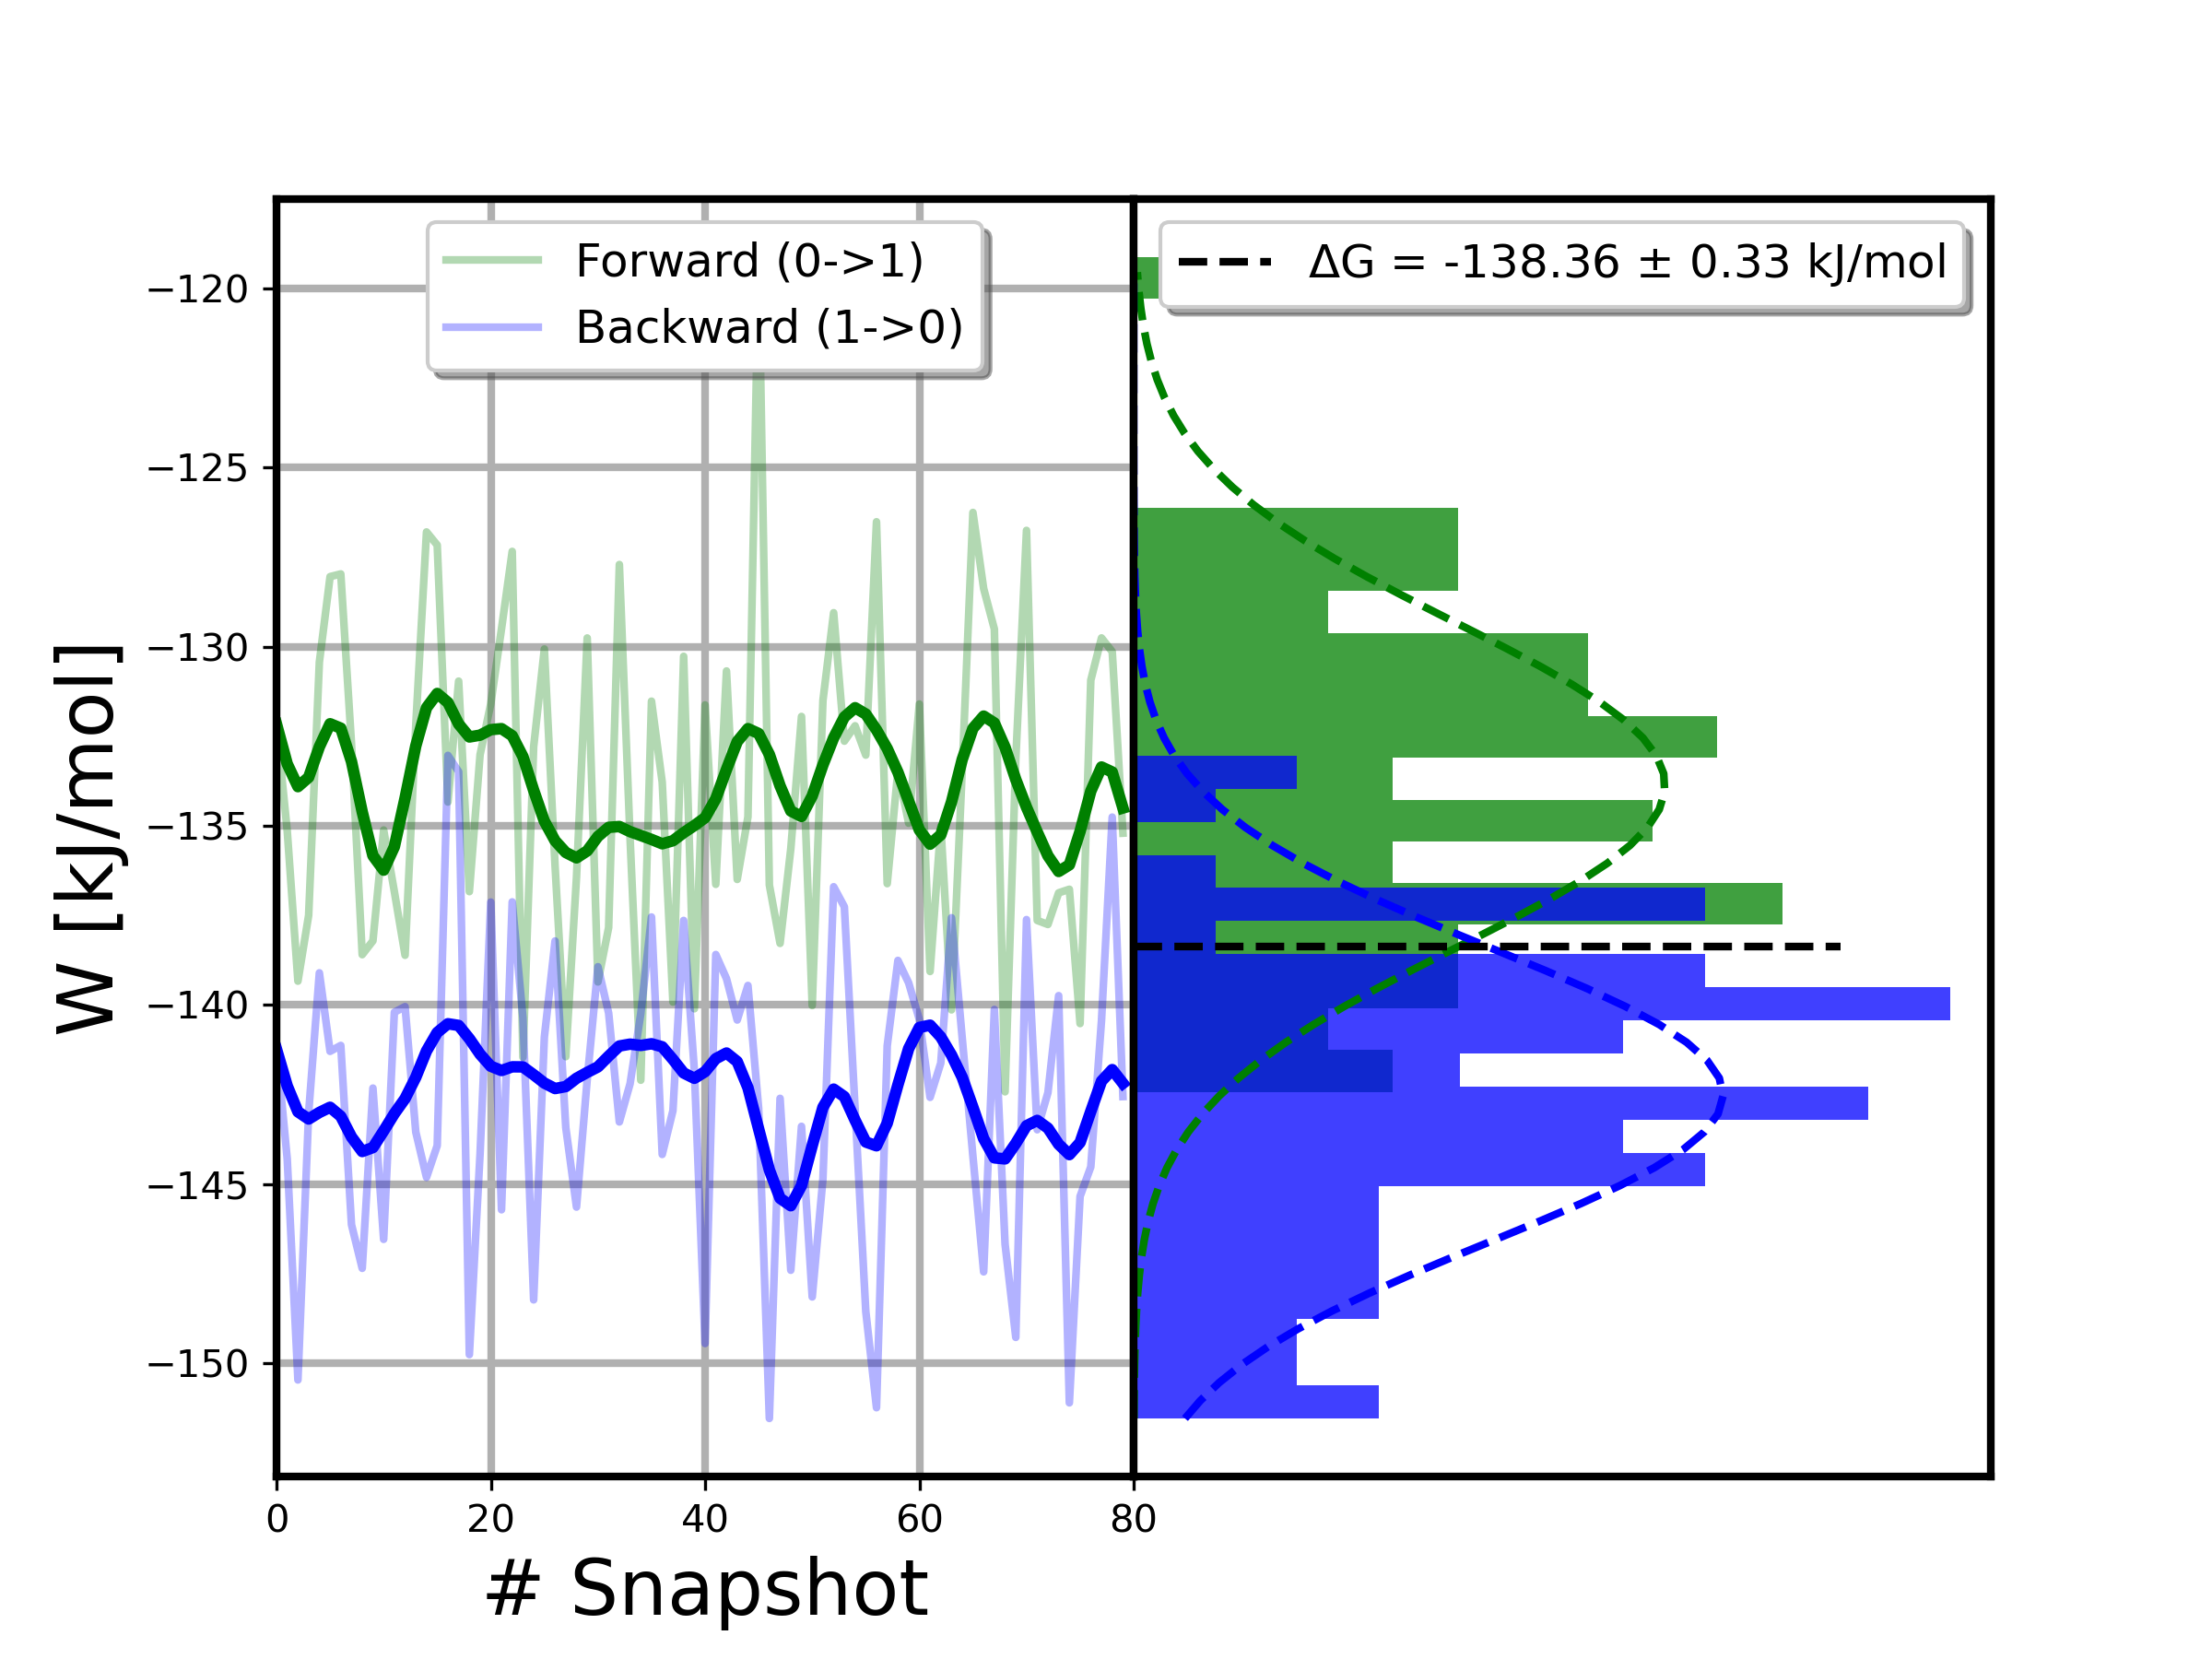 Forward (0->1)
Backward (1->0)
ΔG = -138.36 ± 0.33 kJ/mol
W [kJ/mol]
−120
−125
−130
−135
−140
−145
−150
0 20 40 60 80
# Snapshot